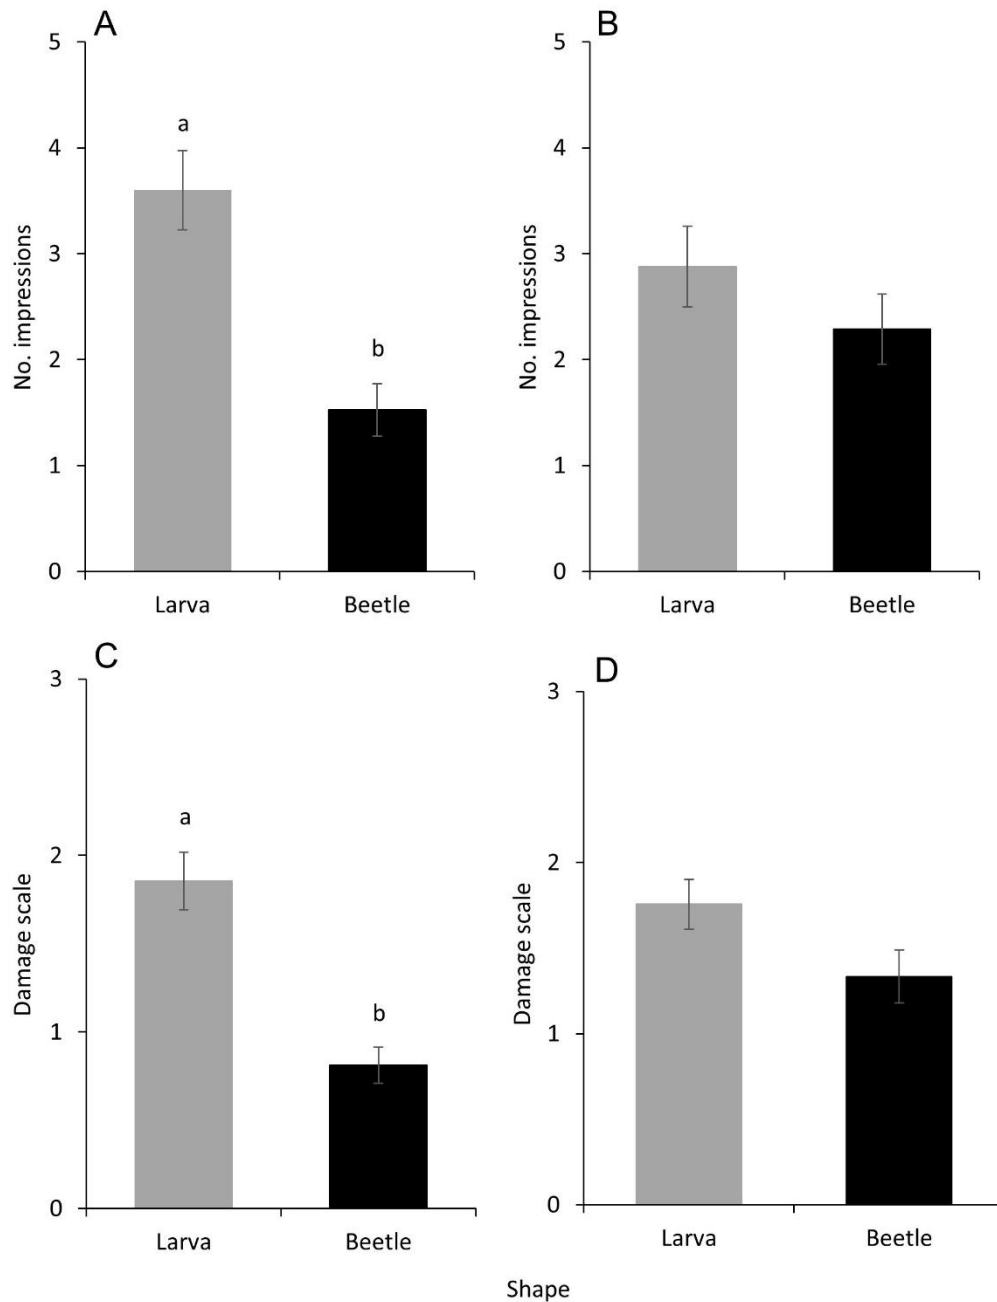 A
No. impressions
5
4
3
2
1
0
a
b
Larva Beetle
B
No. impressions
5
4
3
2
1
0
Larva Beetle
C
Damage scale
3
2
1
0
a
b
Larva Beetle
D
Damage scale
3
2
1
0
Larva Beetle
Shape